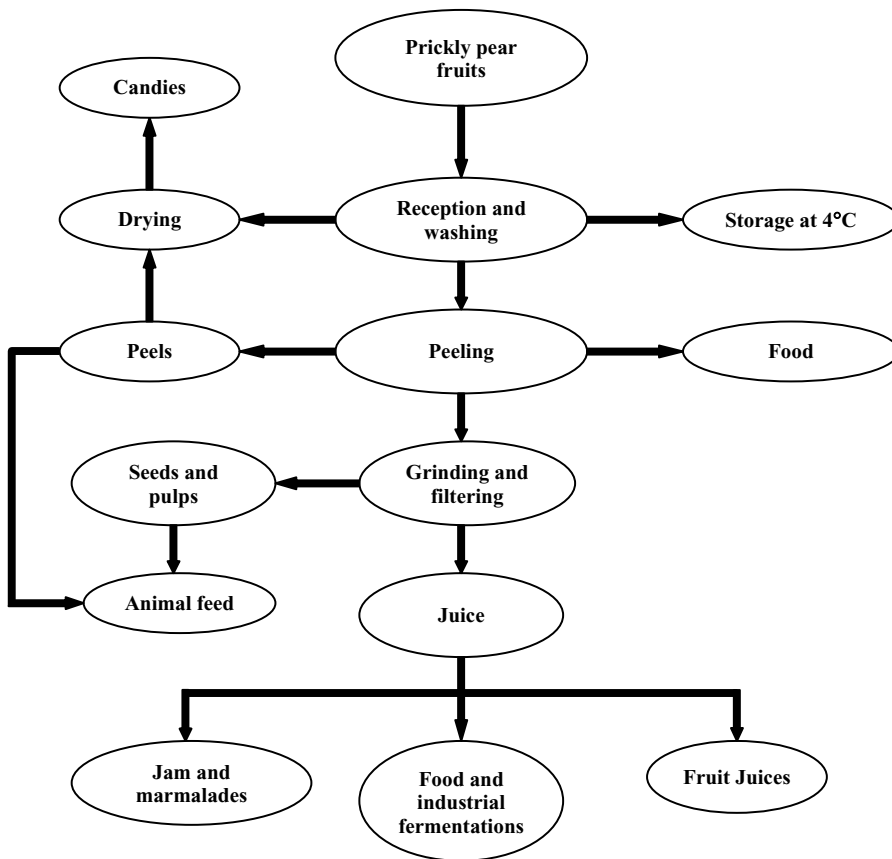 Prickly pear
fruits
Candies
Drying
Reception and
washing
Storage at 4°C
Peels
Peeling
Food
Seeds and
pulps
Grinding and
filtering
Animal feed
Juice
Jam and
marmalades
Food and
industrial
fermentations
Fruit Juices